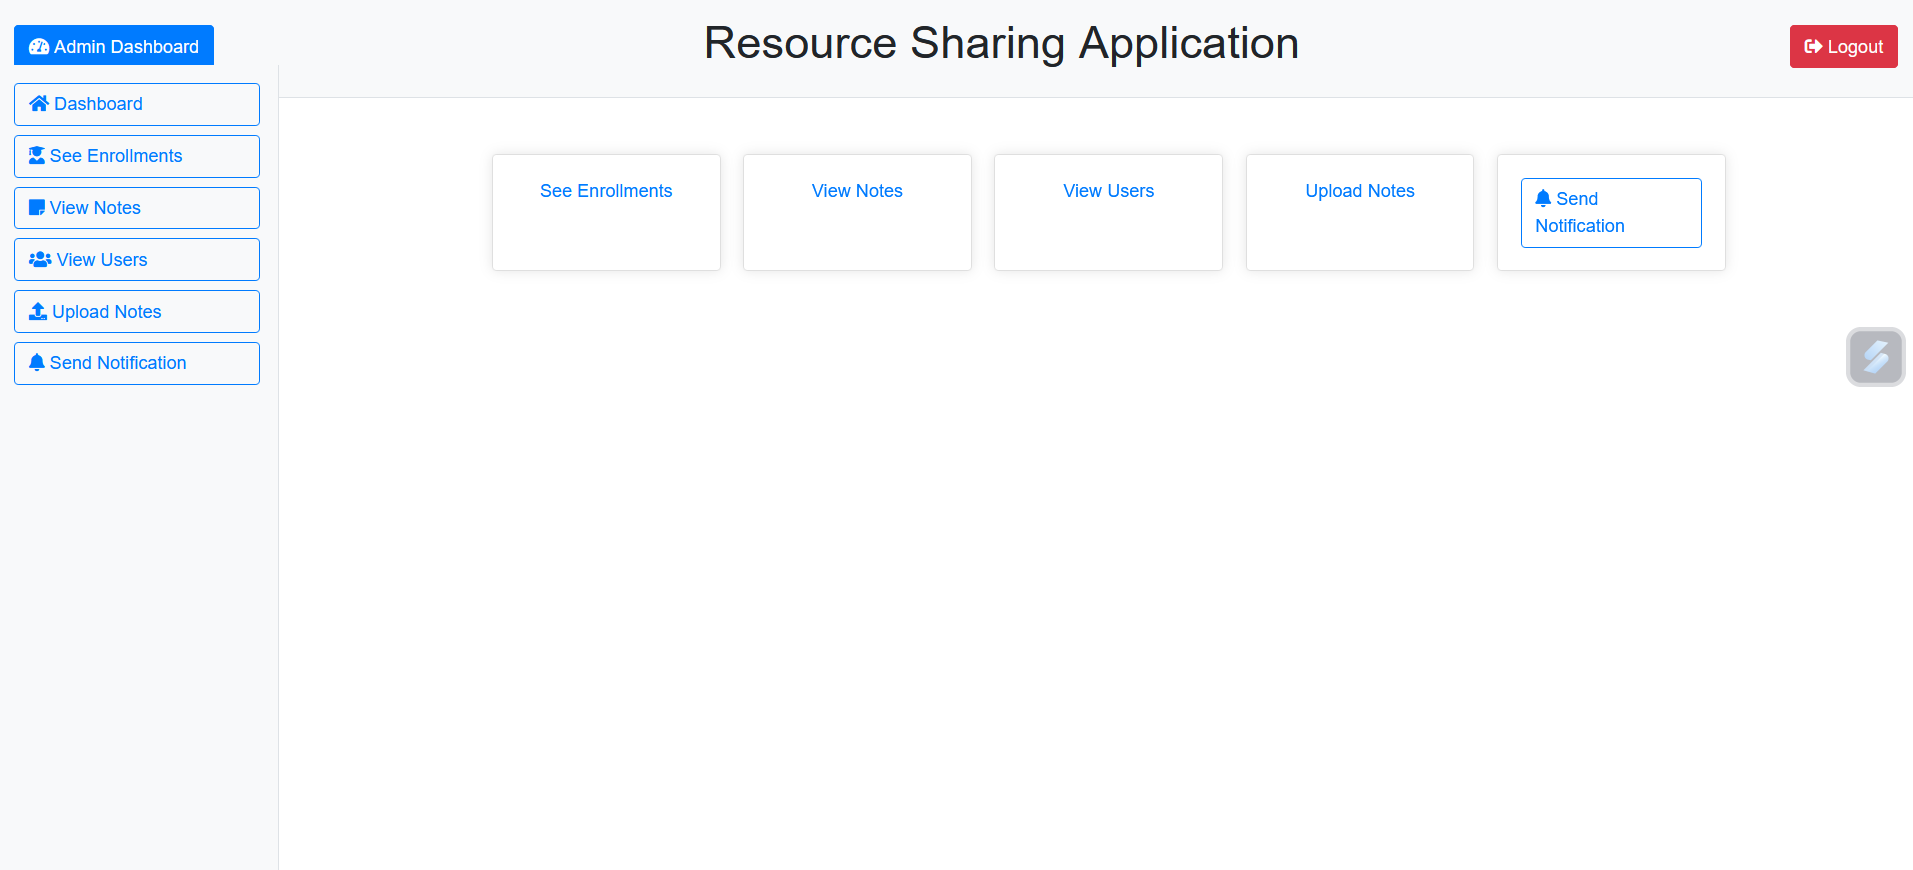 Admin Dashboard
Resource Sharing Application
Logout
Dashboard
See Enrollments
View Notes
View Users
Upload Notes
Send Notification
See Enrollments
View Notes
View Users
Upload Notes
Send
Notification